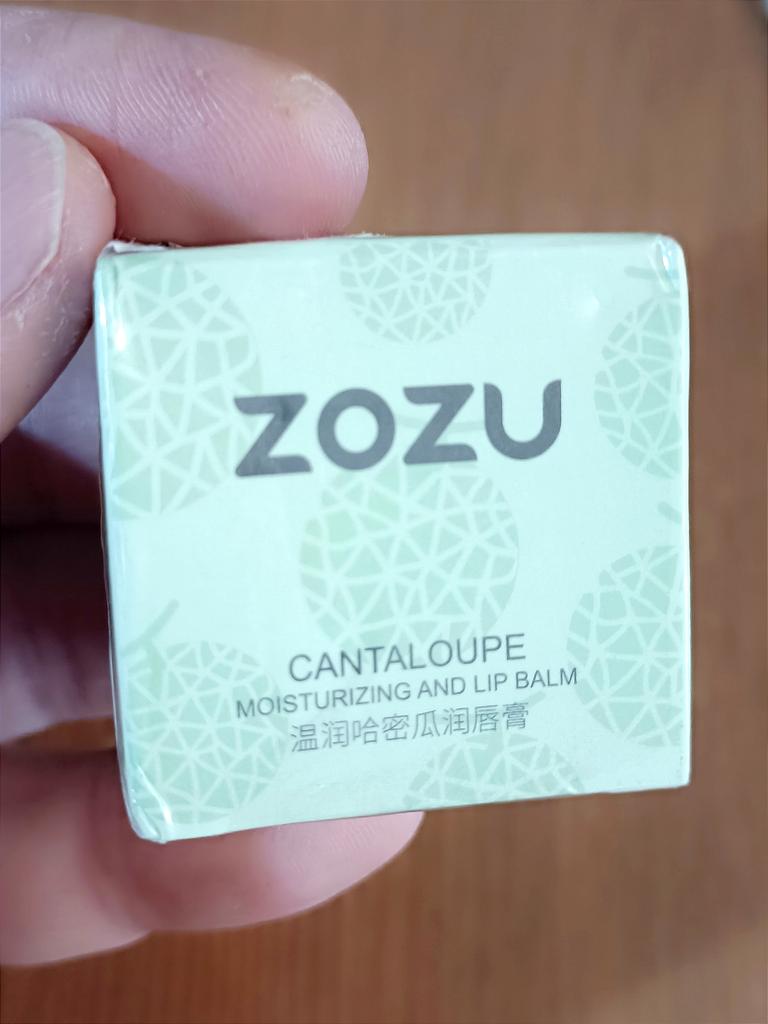 ZOZU
CANTALOUPE
MOISTURIZING AND LIP BALM
温润哈密瓜润唇膏